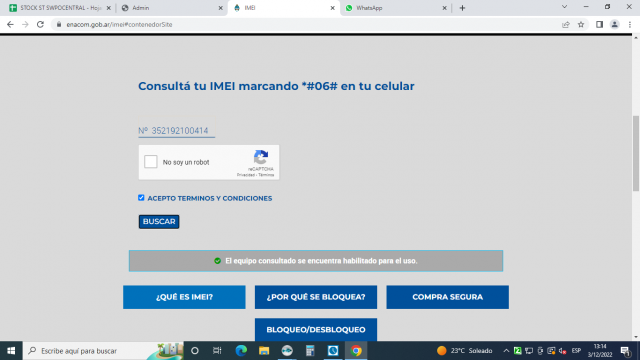 STOCK ST SWPOCENTRAL - Hoja
Admin
IMEI
WhatsApp
enacom.gob.ar/imei#contenedorSite
Consultá tu IMEI marcando *#06# en tu celular
Nº 352192100414
No soy un robot
reCAPTCHA
Privacidad - Términos
ACEPTO TERMINOS Y CONDICIONES
BUSCAR
El equipo consultado se encuentra habilitado para el uso.
¿QUÉ ES IMEI?
¿POR QUÉ SE BLOQUEA?
COMPRA SEGURA
BLOQUEO/DESBLOQUEO
Escribe aquí para buscar
23°C Soleado
ESP
13:14
3/12/2022